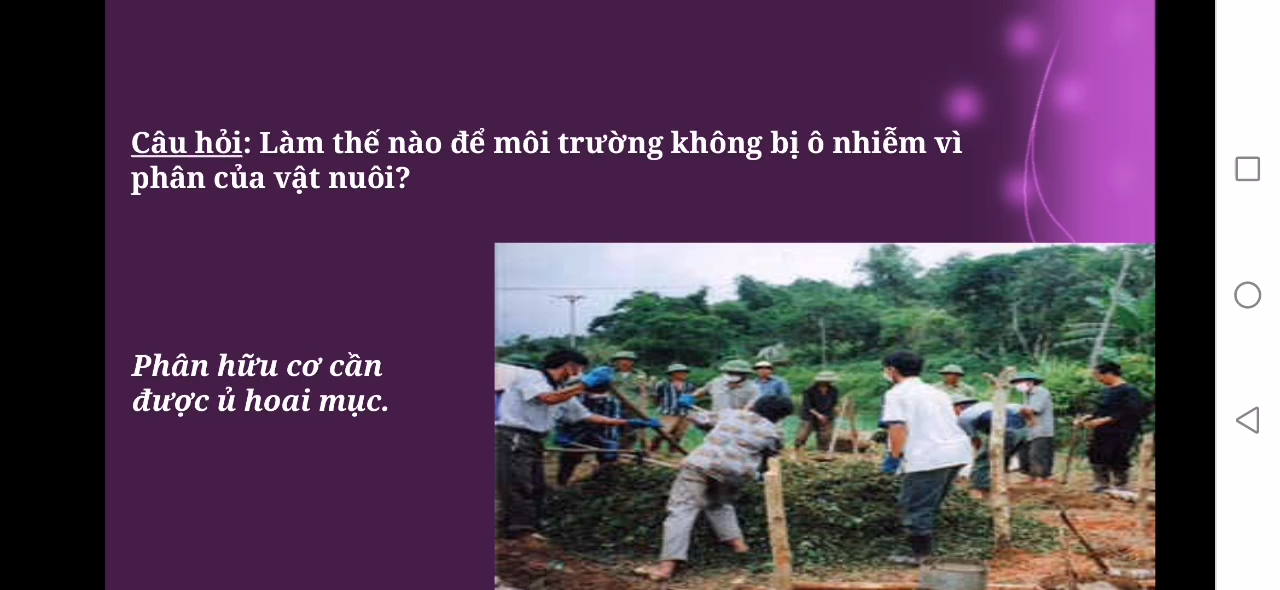 Câu hỏi: Làm thế nào để môi trường không bị ô nhiễm vì
phân của vật nuôi?
Phân hữu cơ cần
được ủ hoai mục.